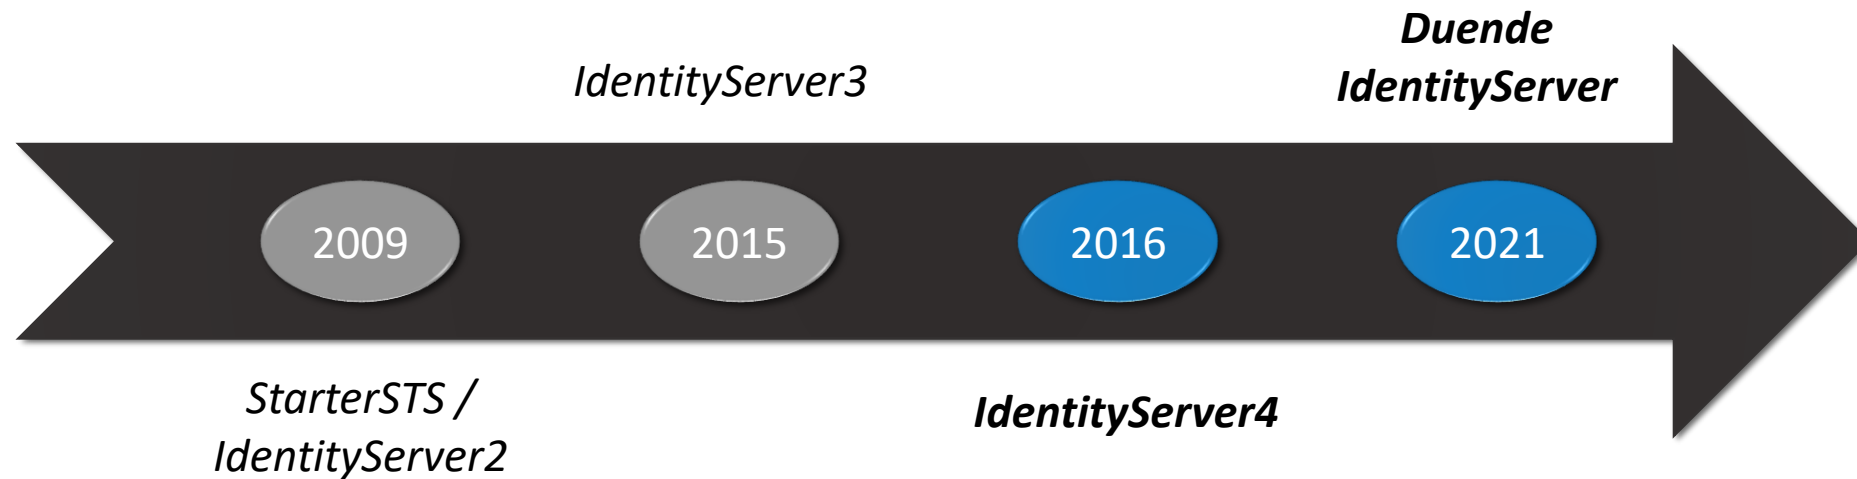 Duende
IdentityServer
IdentityServer3
2009
2015
2016
2021
StarterSTS /
IdentityServer2
IdentityServer4